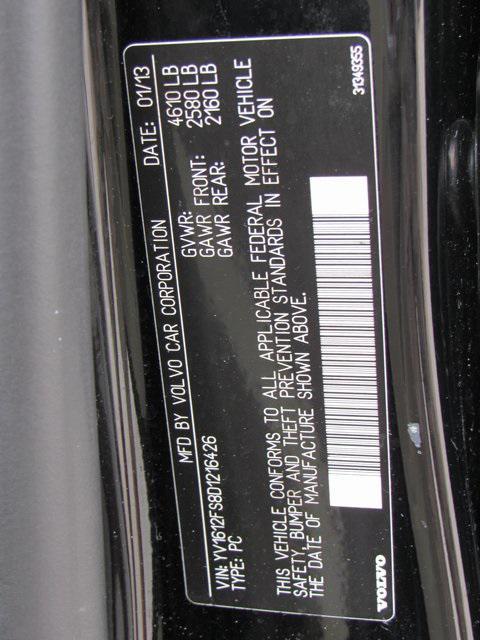 MFD BY VOLVO CAR CORPORATION DATE: 01/13
GVWR: 4610 LB
GAWR FRONT: 2580 LB
GAWR REAR: 2160 LB
VIN: YV1612FS8D1216426
TYPE: PC
THIS VEHICLE CONFORMS TO ALL APPLICABLE FEDERAL MOTOR VEHICLE
SAFETY, BUMPER AND THEFT PREVENTION STANDARDS IN EFFECT ON
THE DATE OF MANUFACTURE SHOWN ABOVE.
VOLVO 31349355